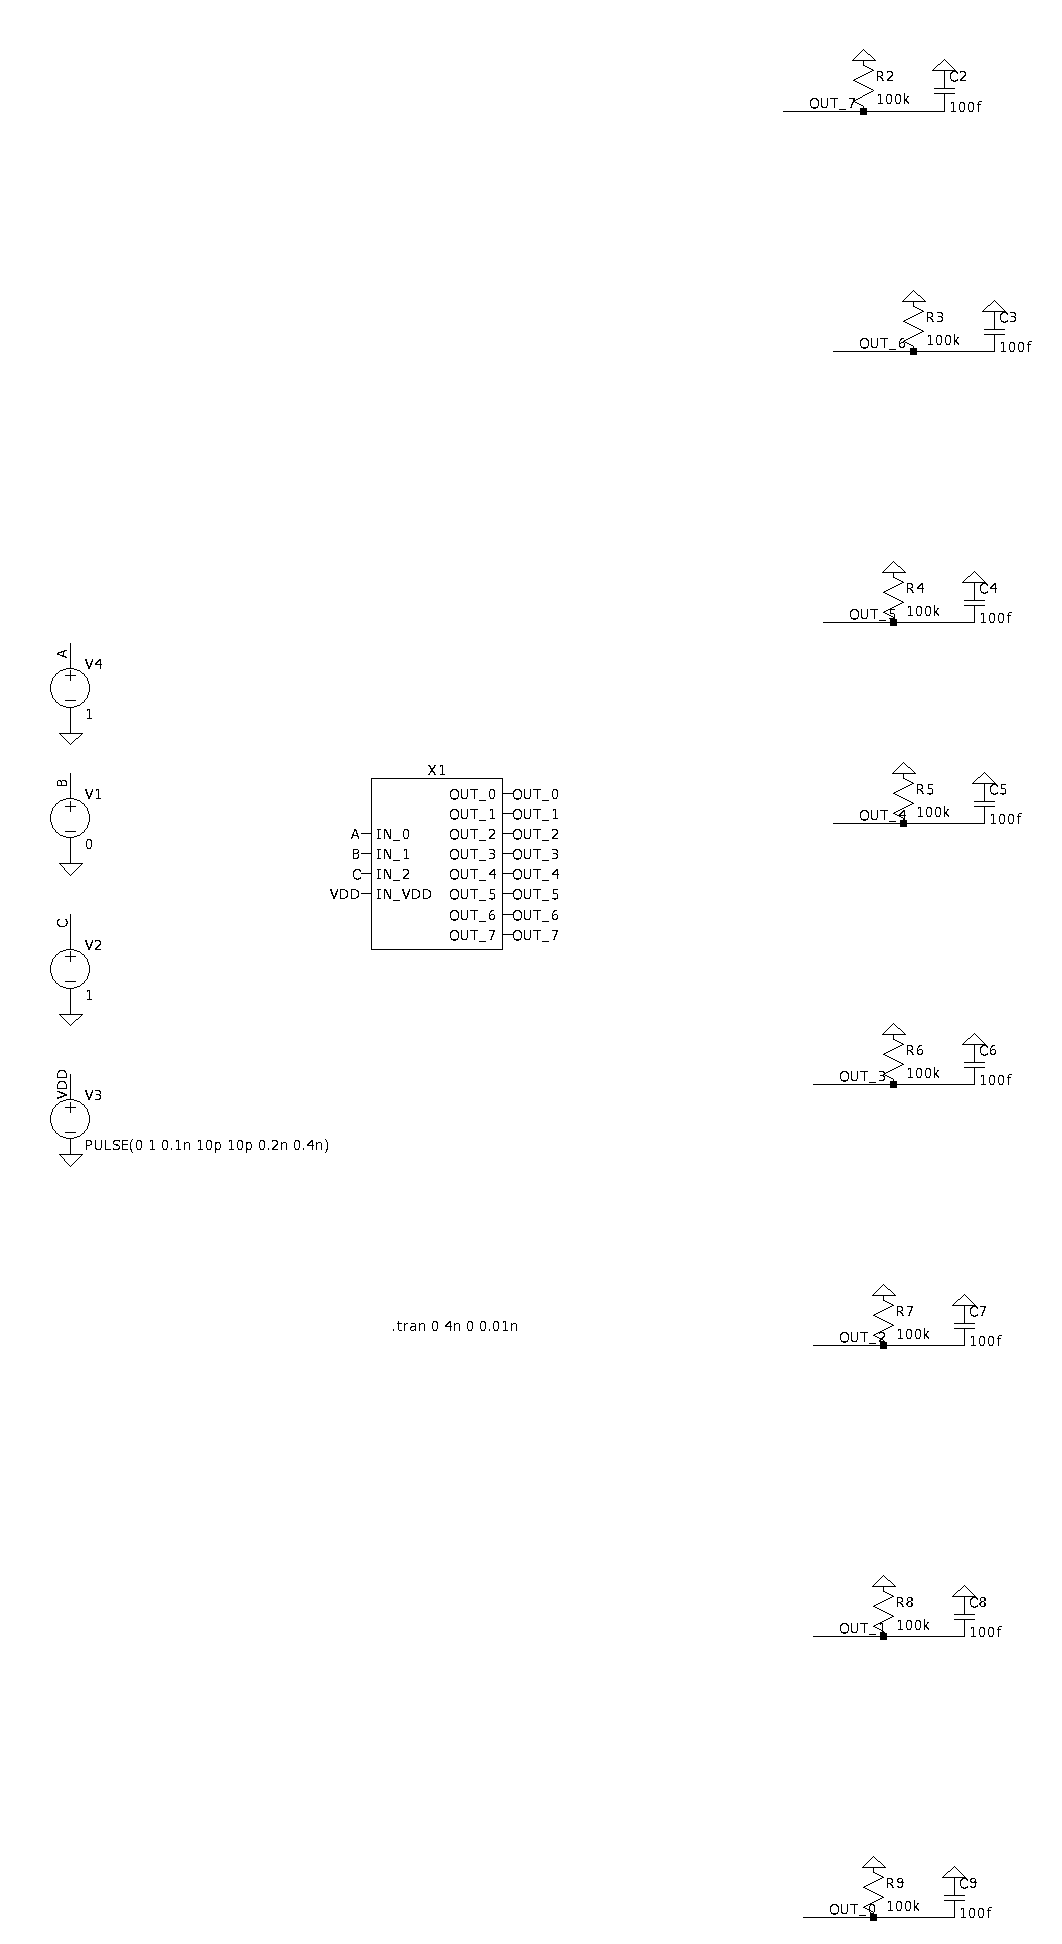 R2
C2
100k
OUT_7
100f
R3
C3
100k
OUT_6
100f
R4
C4
100k
OUT_5
100f
A
V4
1
B
V1
0
C
V2
1
VDD
V3
PULSE(0 1 0.1n 10p 10p 0.2n 0.4n)
X1
OUT_0 OUT_0
OUT_1 OUT_1
A IN_0 OUT_2 OUT_2
B IN_1 OUT_3 OUT_3
C IN_2 OUT_4 OUT_4
VDD IN_VDD OUT_5 OUT_5
OUT_6 OUT_6
OUT_7 OUT_7
.tran 0 4n 0 0.01n
R5
C5
100k
OUT_4
100f
R6
C6
100k
OUT_3
100f
R7
C7
100k
OUT_2
100f
R8
C8
100k
OUT_1
100f
R9
C9
100k
OUT_0
100f